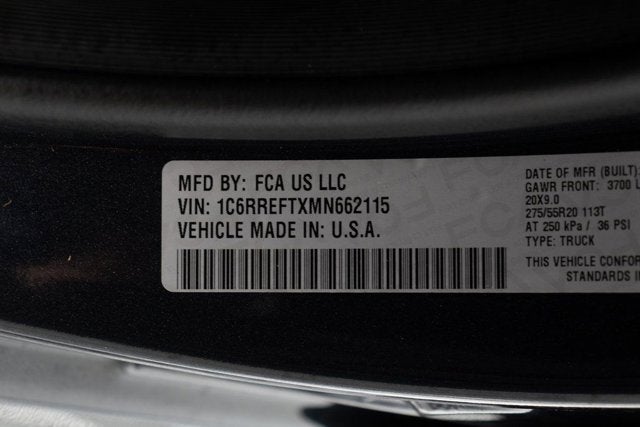 MFD BY: FCA US LLC
VIN: 1C6RREFTXMN662115
VEHICLE MADE IN: U.S.A.
DATE OF MFR (BUILT):
GAWR FRONT: 3700 L
20X9.0
275/55R20 113T
AT 250 kPa / 36 PSI
TYPE: TRUCK
THIS VEHICLE CONFOR
STANDARDS IN